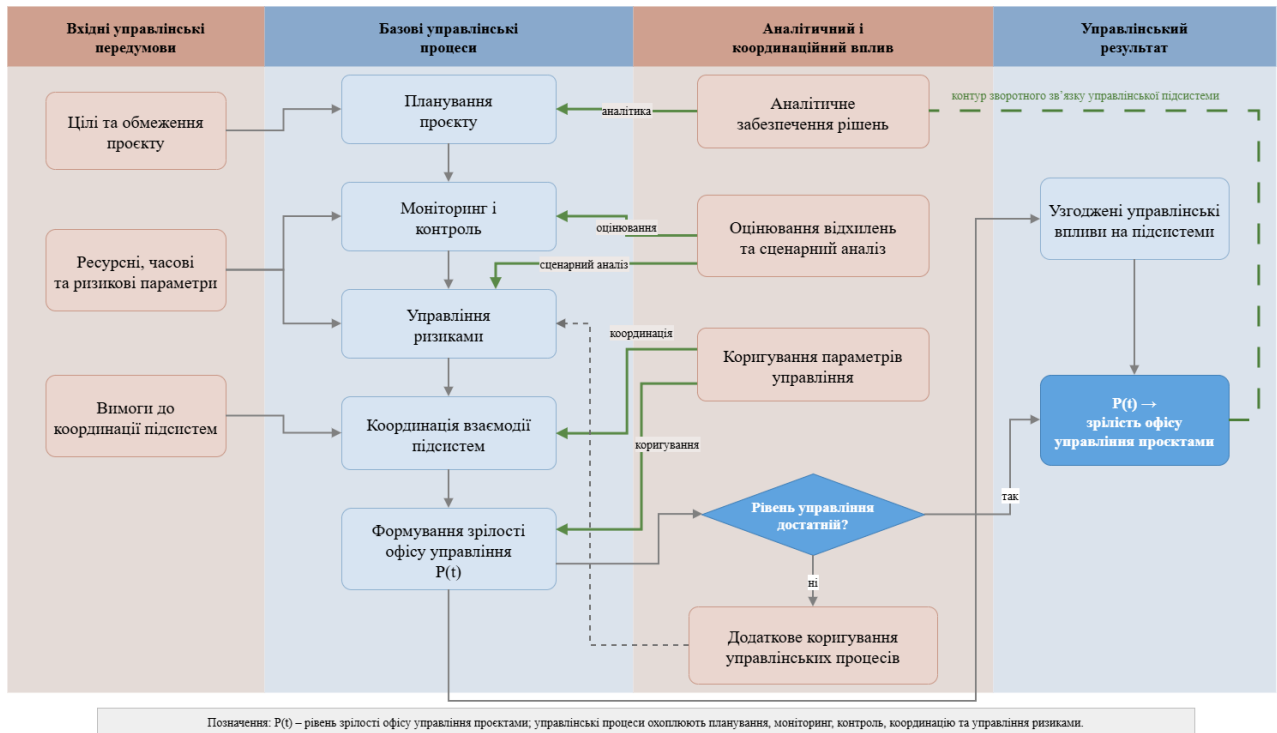 Вхідні управлінські
передумови
Базові управлінські
процеси
Аналітичний і
координаційний вплив
Управлінський
результат
Цілі та обмеження
проєкту
Ресурсні, часові
та ризикові параметри
Вимоги до
координації підсистем
Планування
проєкту
Моніторинг і
контроль
Управління
ризиками
Координація взаємодії
підсистем
Формування зрілості
офісу управління
P(t)
аналітика
оцінювання
сценарний аналіз
координація
коригування
Аналітичне
забезпечення рішень
Оцінювання відхилень
та сценарний аналіз
Коригування параметрів
управління
Рівень управління
достатній?
ні
так
Додаткове коригування
управлінських процесів
контур зворотного зв’язку управлінської підсистеми
Узгоджені управлінські
впливи на підсистеми
P(t) →
зрілість офісу
управління проєктами
Позначення: P(t) – рівень зрілості офісу управління проєктами; управлінські процеси охоплюють планування, моніторинг, контроль, координацію та управління ризиками.